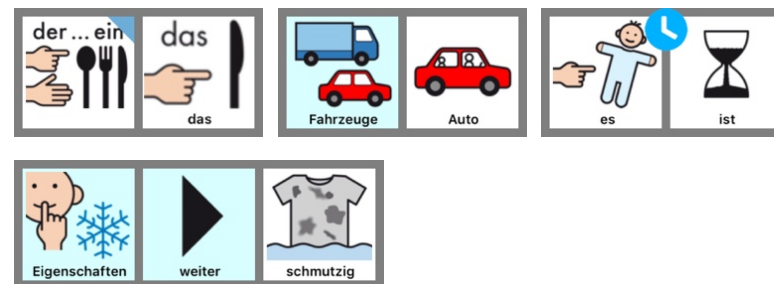 der ... ein das
das Fahrzeuge Auto es ist
Eigenschaften weiter schmutzig